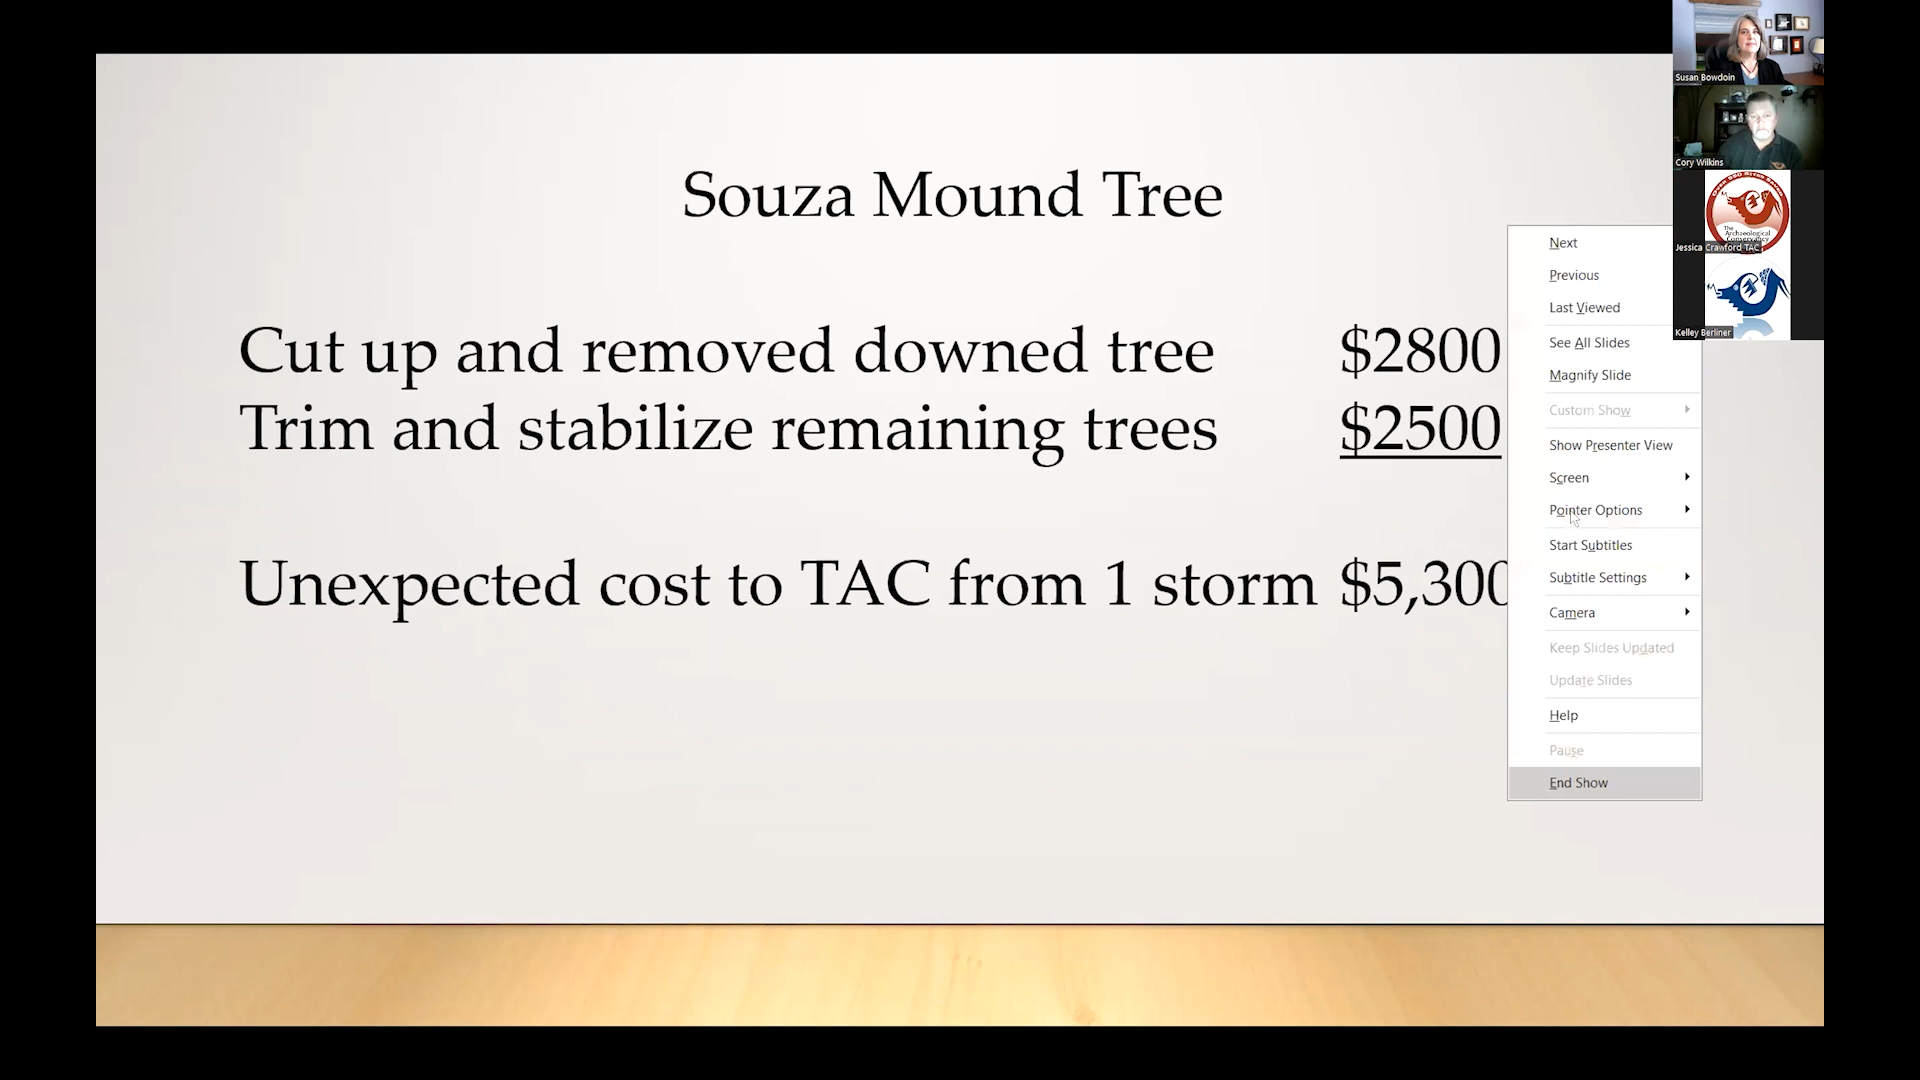 Souza Mound Tree
Cut up and removed downed tree $2800
Trim and stabilize remaining trees $2500
Unexpected cost to TAC from 1 storm $5,300
Next
Previous
Last Viewed
See All Slides
Magnify Slide
Custom Show
Show Presenter View
Screen
Pointer Options
Start Subtitles
Subtitle Settings
Camera
Keep Slides Updated
Update Slides
Help
Pause
End Show
Susan Bowdoin
Cory Wilkins
The
Archaeological
Conservancy
Jessica Crawford TAC
Kelley Berliner